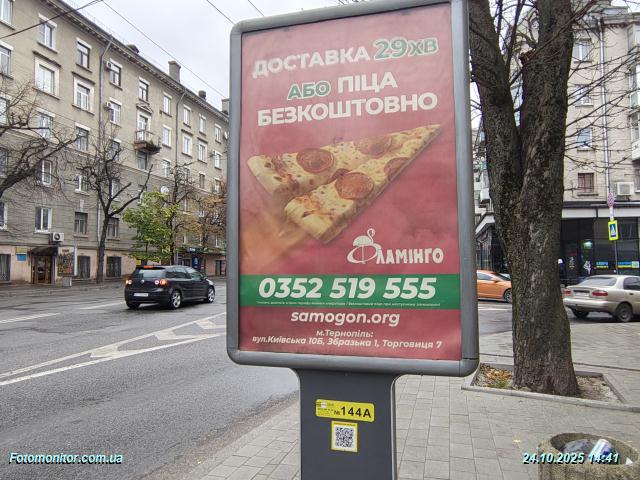 ДОСТАВКА 29ХВ
АБО ПІЦА
БЕЗКОШТОВНО
ФЛАМІНГО
0352 519 555
samogon.org
м.Тернопіль:
вул.Київська 10Б, Збразька 1, Торговиця 7
№144А
Fotomonitor.com.ua
24.10.2025 14:41